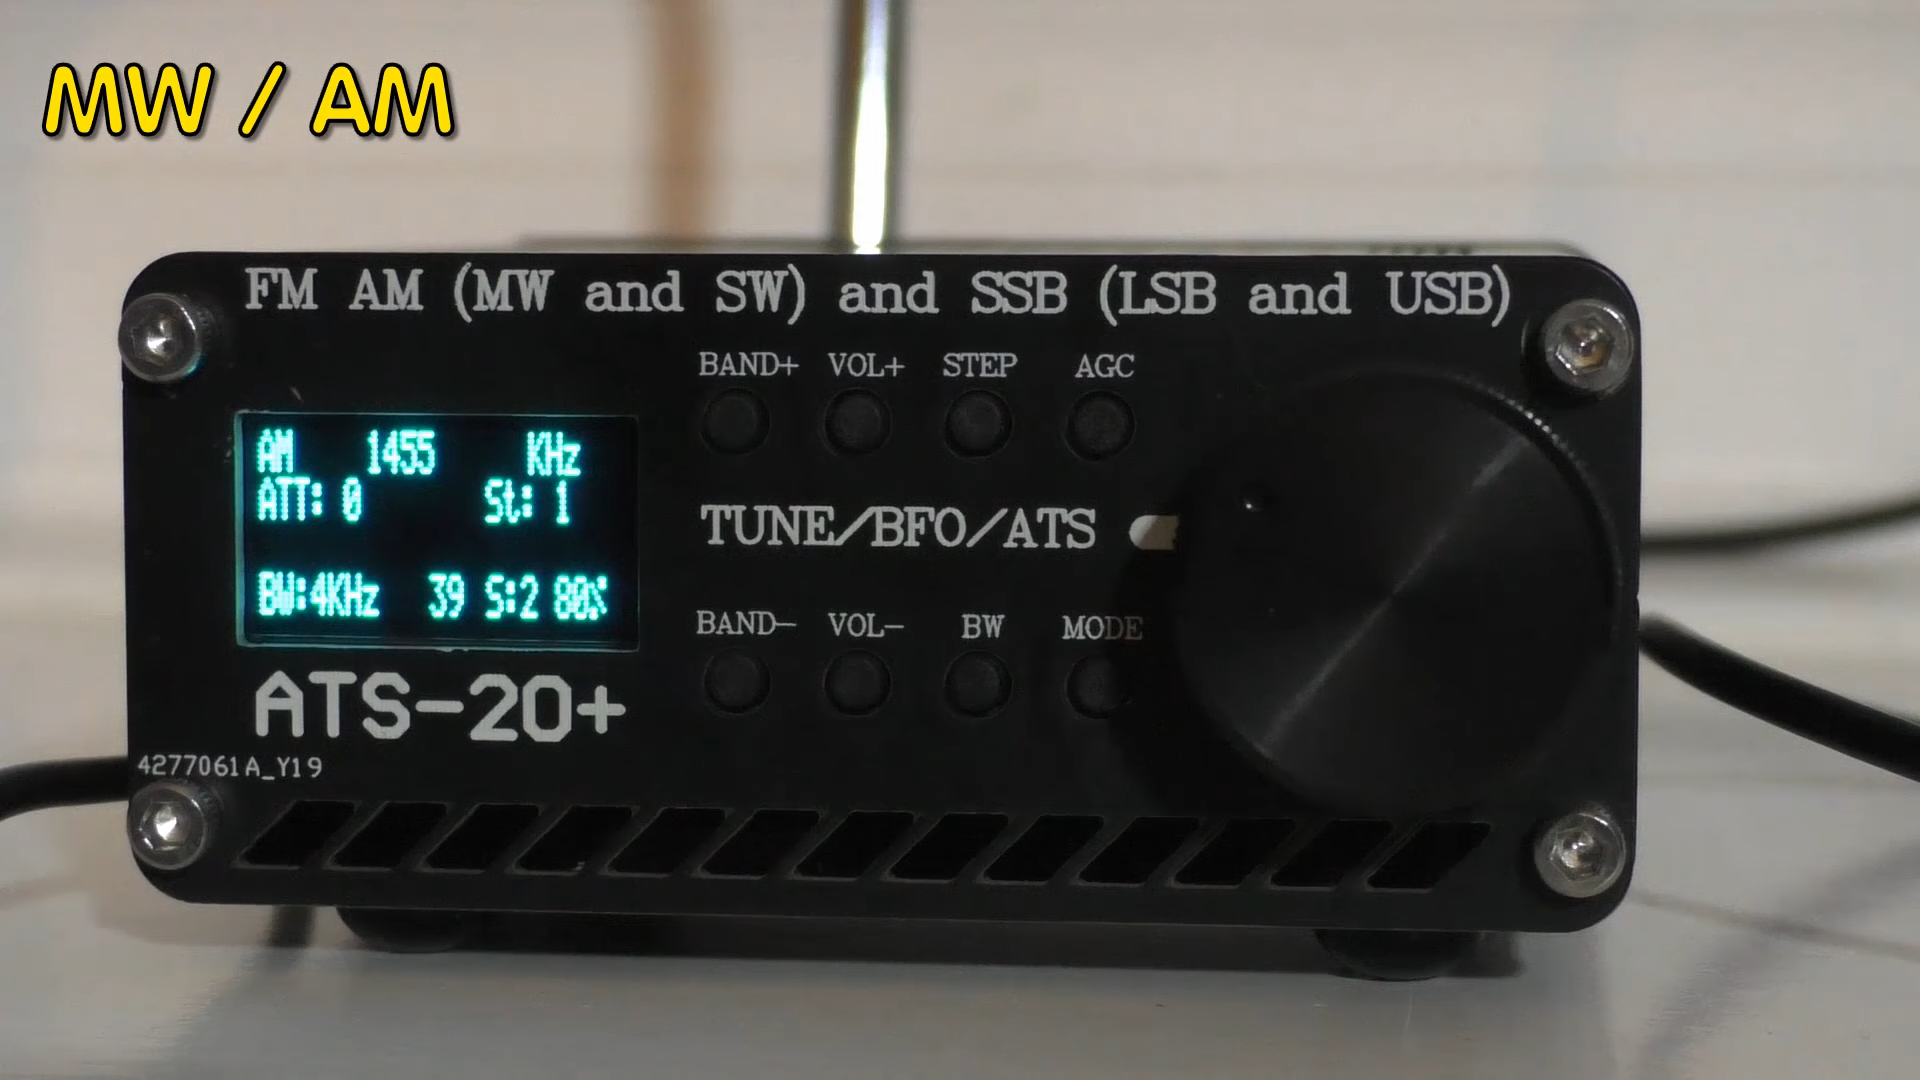 MW / AM
FM AM (MW and SW) and SSB (LSB and USB)
BAND+ VOL+ STEP AGC
AM 1455 KHz
ATT: 0 St: 1
TUNE/BFO/ATS
BW:4KHz 39 S:2 80%
BAND- VOL- BW MODE
ATS-20+
4277061A_Y19